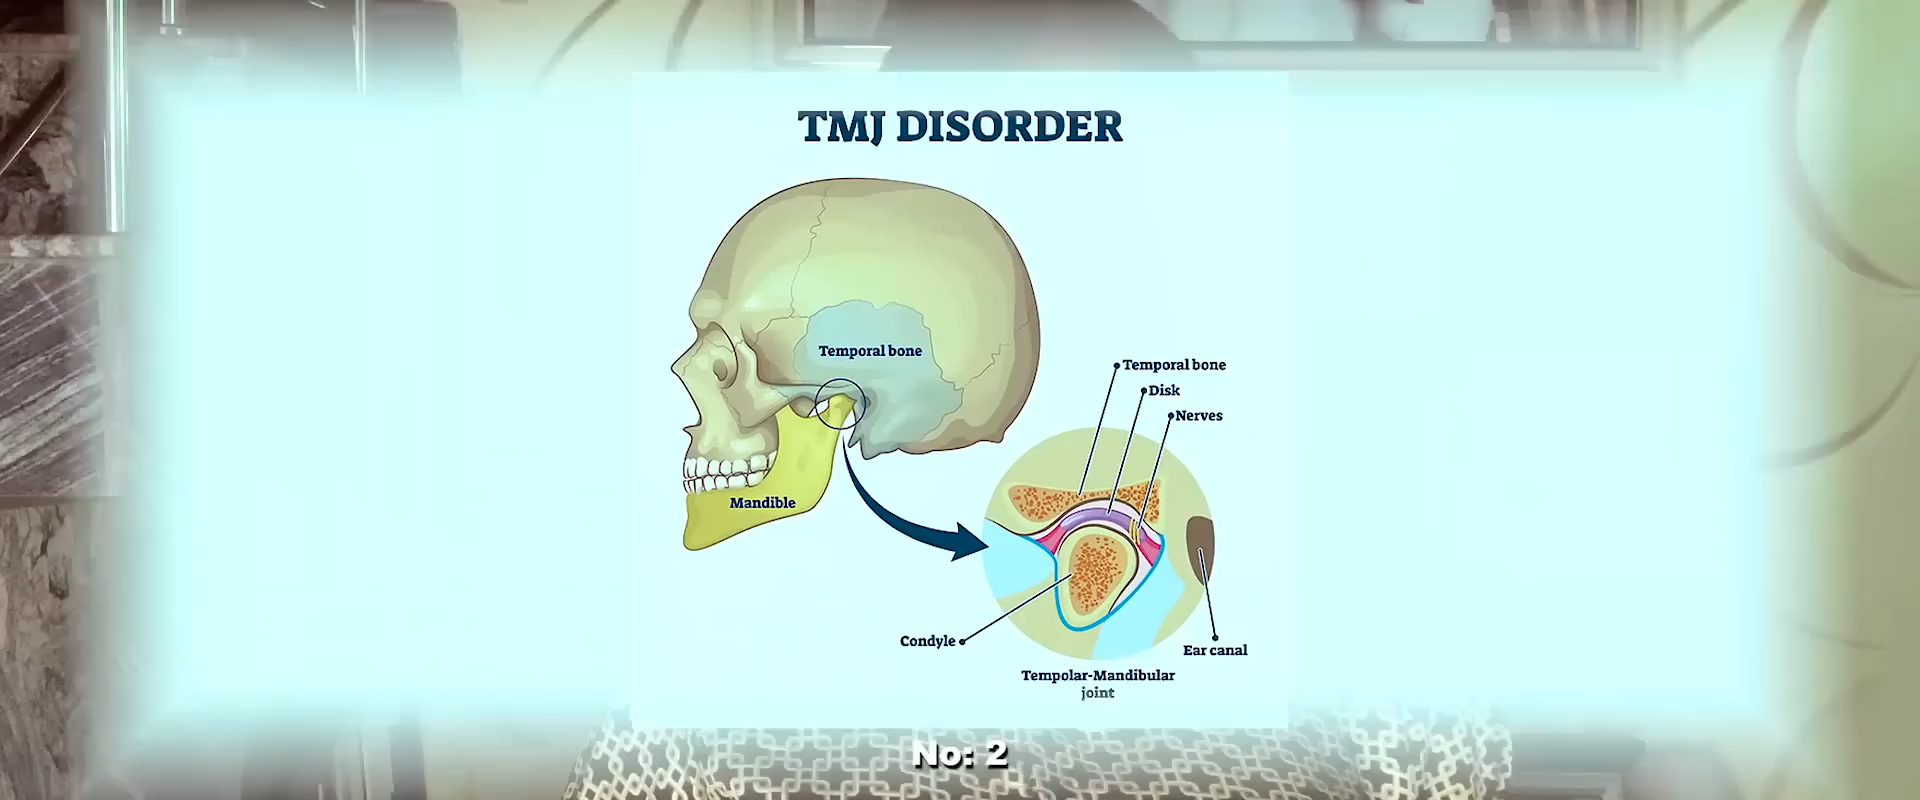 TMJ DISORDER
Temporal bone
Temporal bone
Disk
Nerves
Mandible
Condyle
Ear canal
Tempolar-Mandibular
joint
No: 2